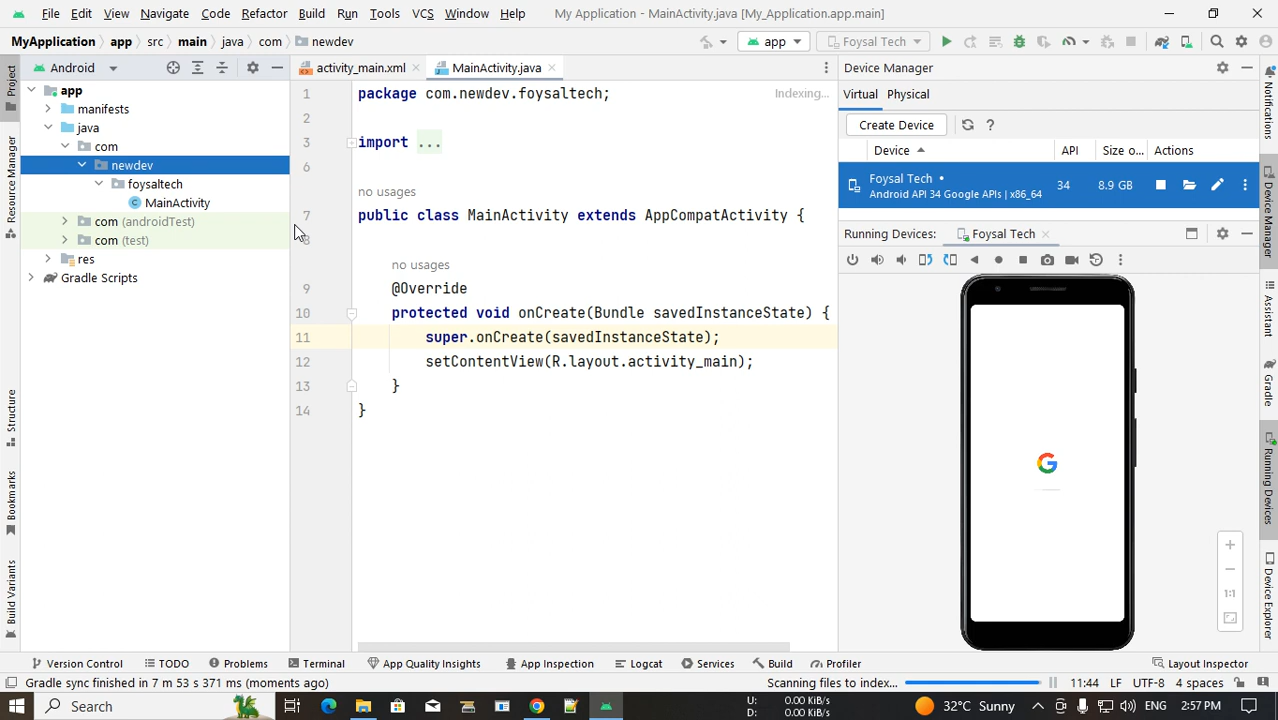 File Edit View Navigate Code Refactor Build Run Tools VCS Window Help My Application - MainActivity.java [My_Application.app.main]
MyApplication app src main java com newdev app Foysal Tech
Android activity_main.xml MainActivity.java Device Manager
Project
Resource Manager
Structure
Bookmarks
Build Variants
app
manifests
java
com
newdev
foysaltech
MainActivity
com (androidTest)
com (test)
res
Gradle Scripts
1 package com.newdev.foysaltech; Indexing...
2
3 import ...
6
no usages
7 public class MainActivity extends AppCompatActivity {
8
no usages
9 @Override
10 protected void onCreate(Bundle savedInstanceState) {
11 super.onCreate(savedInstanceState);
12 setContentView(R.layout.activity_main);
13 }
14 }
Virtual Physical
Create Device ?
Device API Size o... Actions
Foysal Tech
Android API 34 Google APIs | x86_64 34 8.9 GB
Running Devices: Foysal Tech
G
1:1
Notifications
Device Manager
Assistant
Gradle
Running Devices
Device Explorer
Version Control TODO Problems Terminal App Quality Insights App Inspection Logcat Services Build Profiler Layout Inspector
Gradle sync finished in 7 m 53 s 371 ms (moments ago) Scanning files to index... 11:44 LF UTF-8 4 spaces
Search U: 0.00 KiB/s
D: 0.00 KiB/s
32°C Sunny ENG 2:57 PM